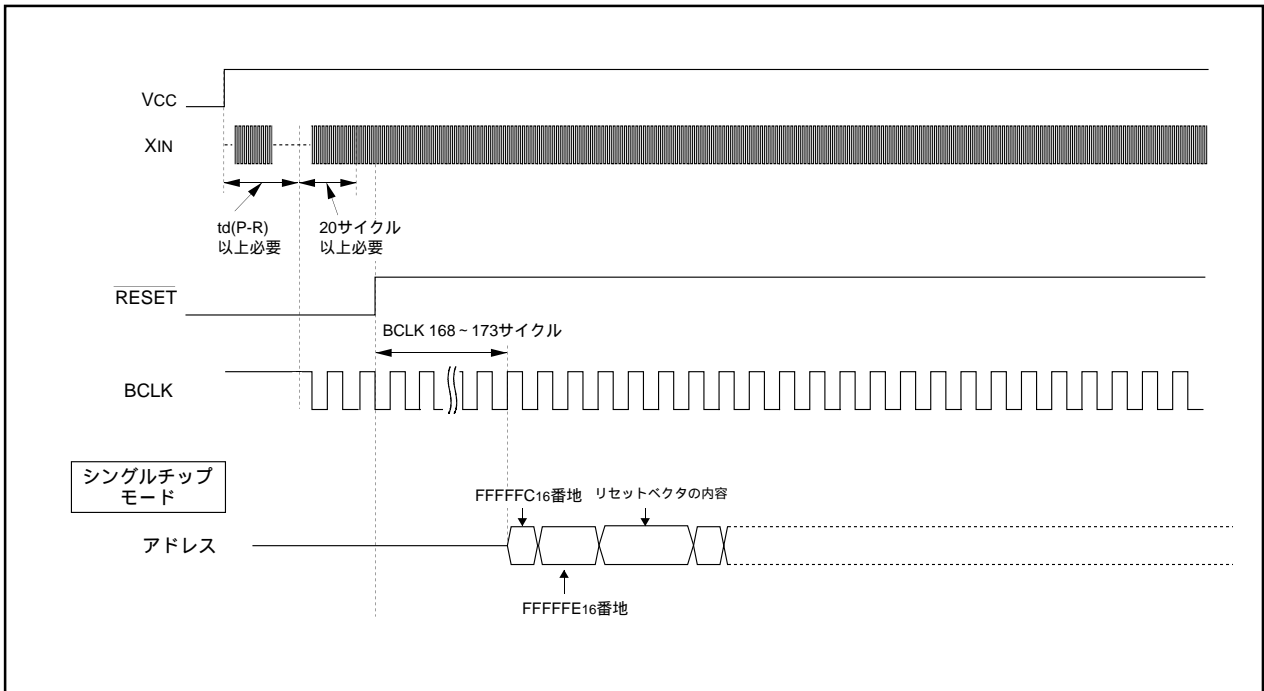 VCC
XIN
td(P-R)
以上必要
20サイクル
以上必要
RESET
BCLK 168~173サイクル
BCLK
シングルチップ
モード
FFFFFC16番地
リセットベクタの内容
アドレス
FFFFFE16番地